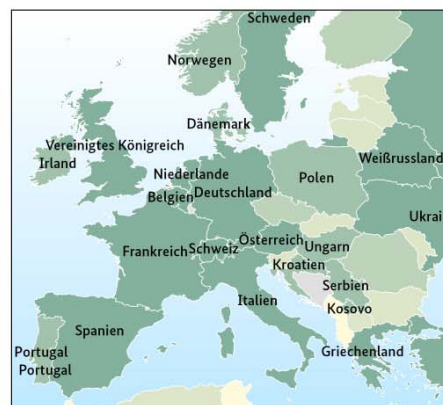 Schweden
Norwegen
Dänemark
Vereinigtes Königreich
Irland
Weißrussland
Niederlande
Polen
Belgien
Deutschland
Ukrai
Österreich
Frankreich
Schweiz
Ungarn
Kroatien
Serbien
Italien
Kosovo
Spanien
Griechenland
Portugal
Portugal